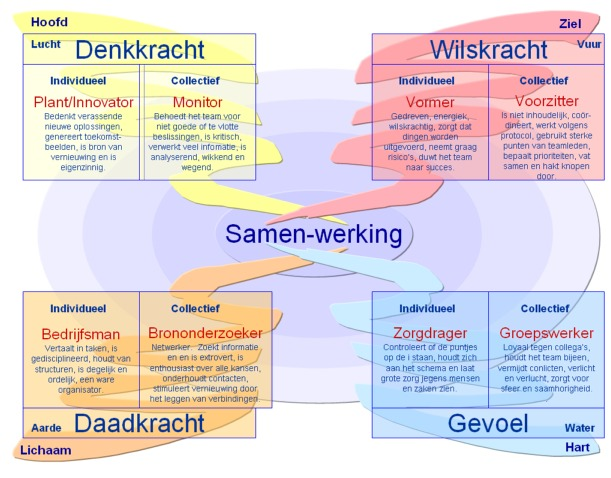 Hoofd
Ziel
Lucht
Denkkracht
Wilskracht
Vuur
Individueel
Collectief
Plant/Innovator
Monitor
Bedenkt verassende
nieuwe oplossingen,
genereert toekomst-
beelden, is bron van
vernieuwing en is
eigenzinnig.
Behoedt het team voor
niet goede of te vlotte
beslissingen, is kritisch,
verwerkt veel infomatie, is
analyserend, wikkend en
wegend.
Individueel
Collectief
Vormer
Voorzitter
Gedreven, energiek,
wilskrachtig, zorgt dat
dingen worden
uitgevoerd, neemt graag
risico's, duwt het team
naar succes.
Is niet inhoudelijk, coör-
dineert, werkt volgens
protocol, gebruikt sterke
punten van teamleden,
bepaalt prioriteiten, vat
samen en hakt knopen
door.
Samen-werking
Individueel
Collectief
Bedrijfsman
Brononderzoeker
Vertaalt in taken, is
gedisciplineerd, houdt van
structuren, is degelijk en
ordelijk, een ware
organisator.
Netwerker. Zoekt informatie
en en is extrovert, is
enthousiast over alle kansen,
onderhoudt contacten,
stimuleert vernieuwing door
het leggen van verbindingen
Individueel
Collectief
Zorgdrager
Groepswerker
Controleert of de puntjes
op de i staan, houdt zich
aan het schema en laat
grote zorg jegens mensen
en zaken zien.
Loyaal tegen collega's,
houdt het team bijeen,
vermijdt conlicten, verlicht
en verlucht, zorgt voor
sfeer en saamhorigheid.
Aarde
Daadkracht
Gevoel
Water
Lichaam
Hart